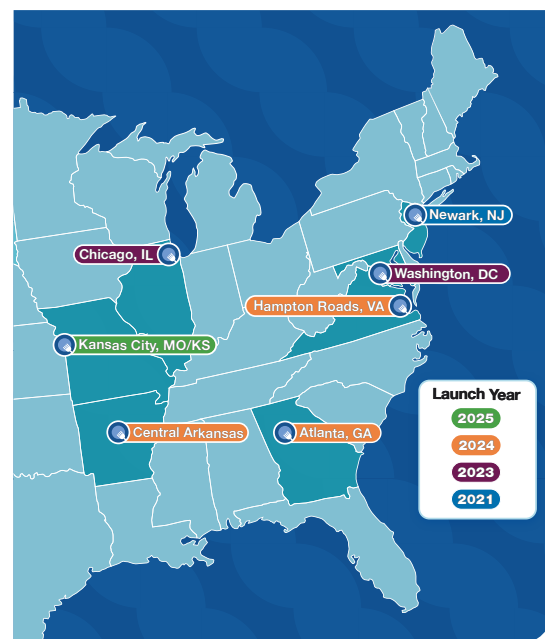 Newark, NJ
Chicago, IL
Washington, DC
Hampton Roads, VA
Kansas City, MO/KS
Central Arkansas
Atlanta, GA
Launch Year
2025
2024
2023
2021